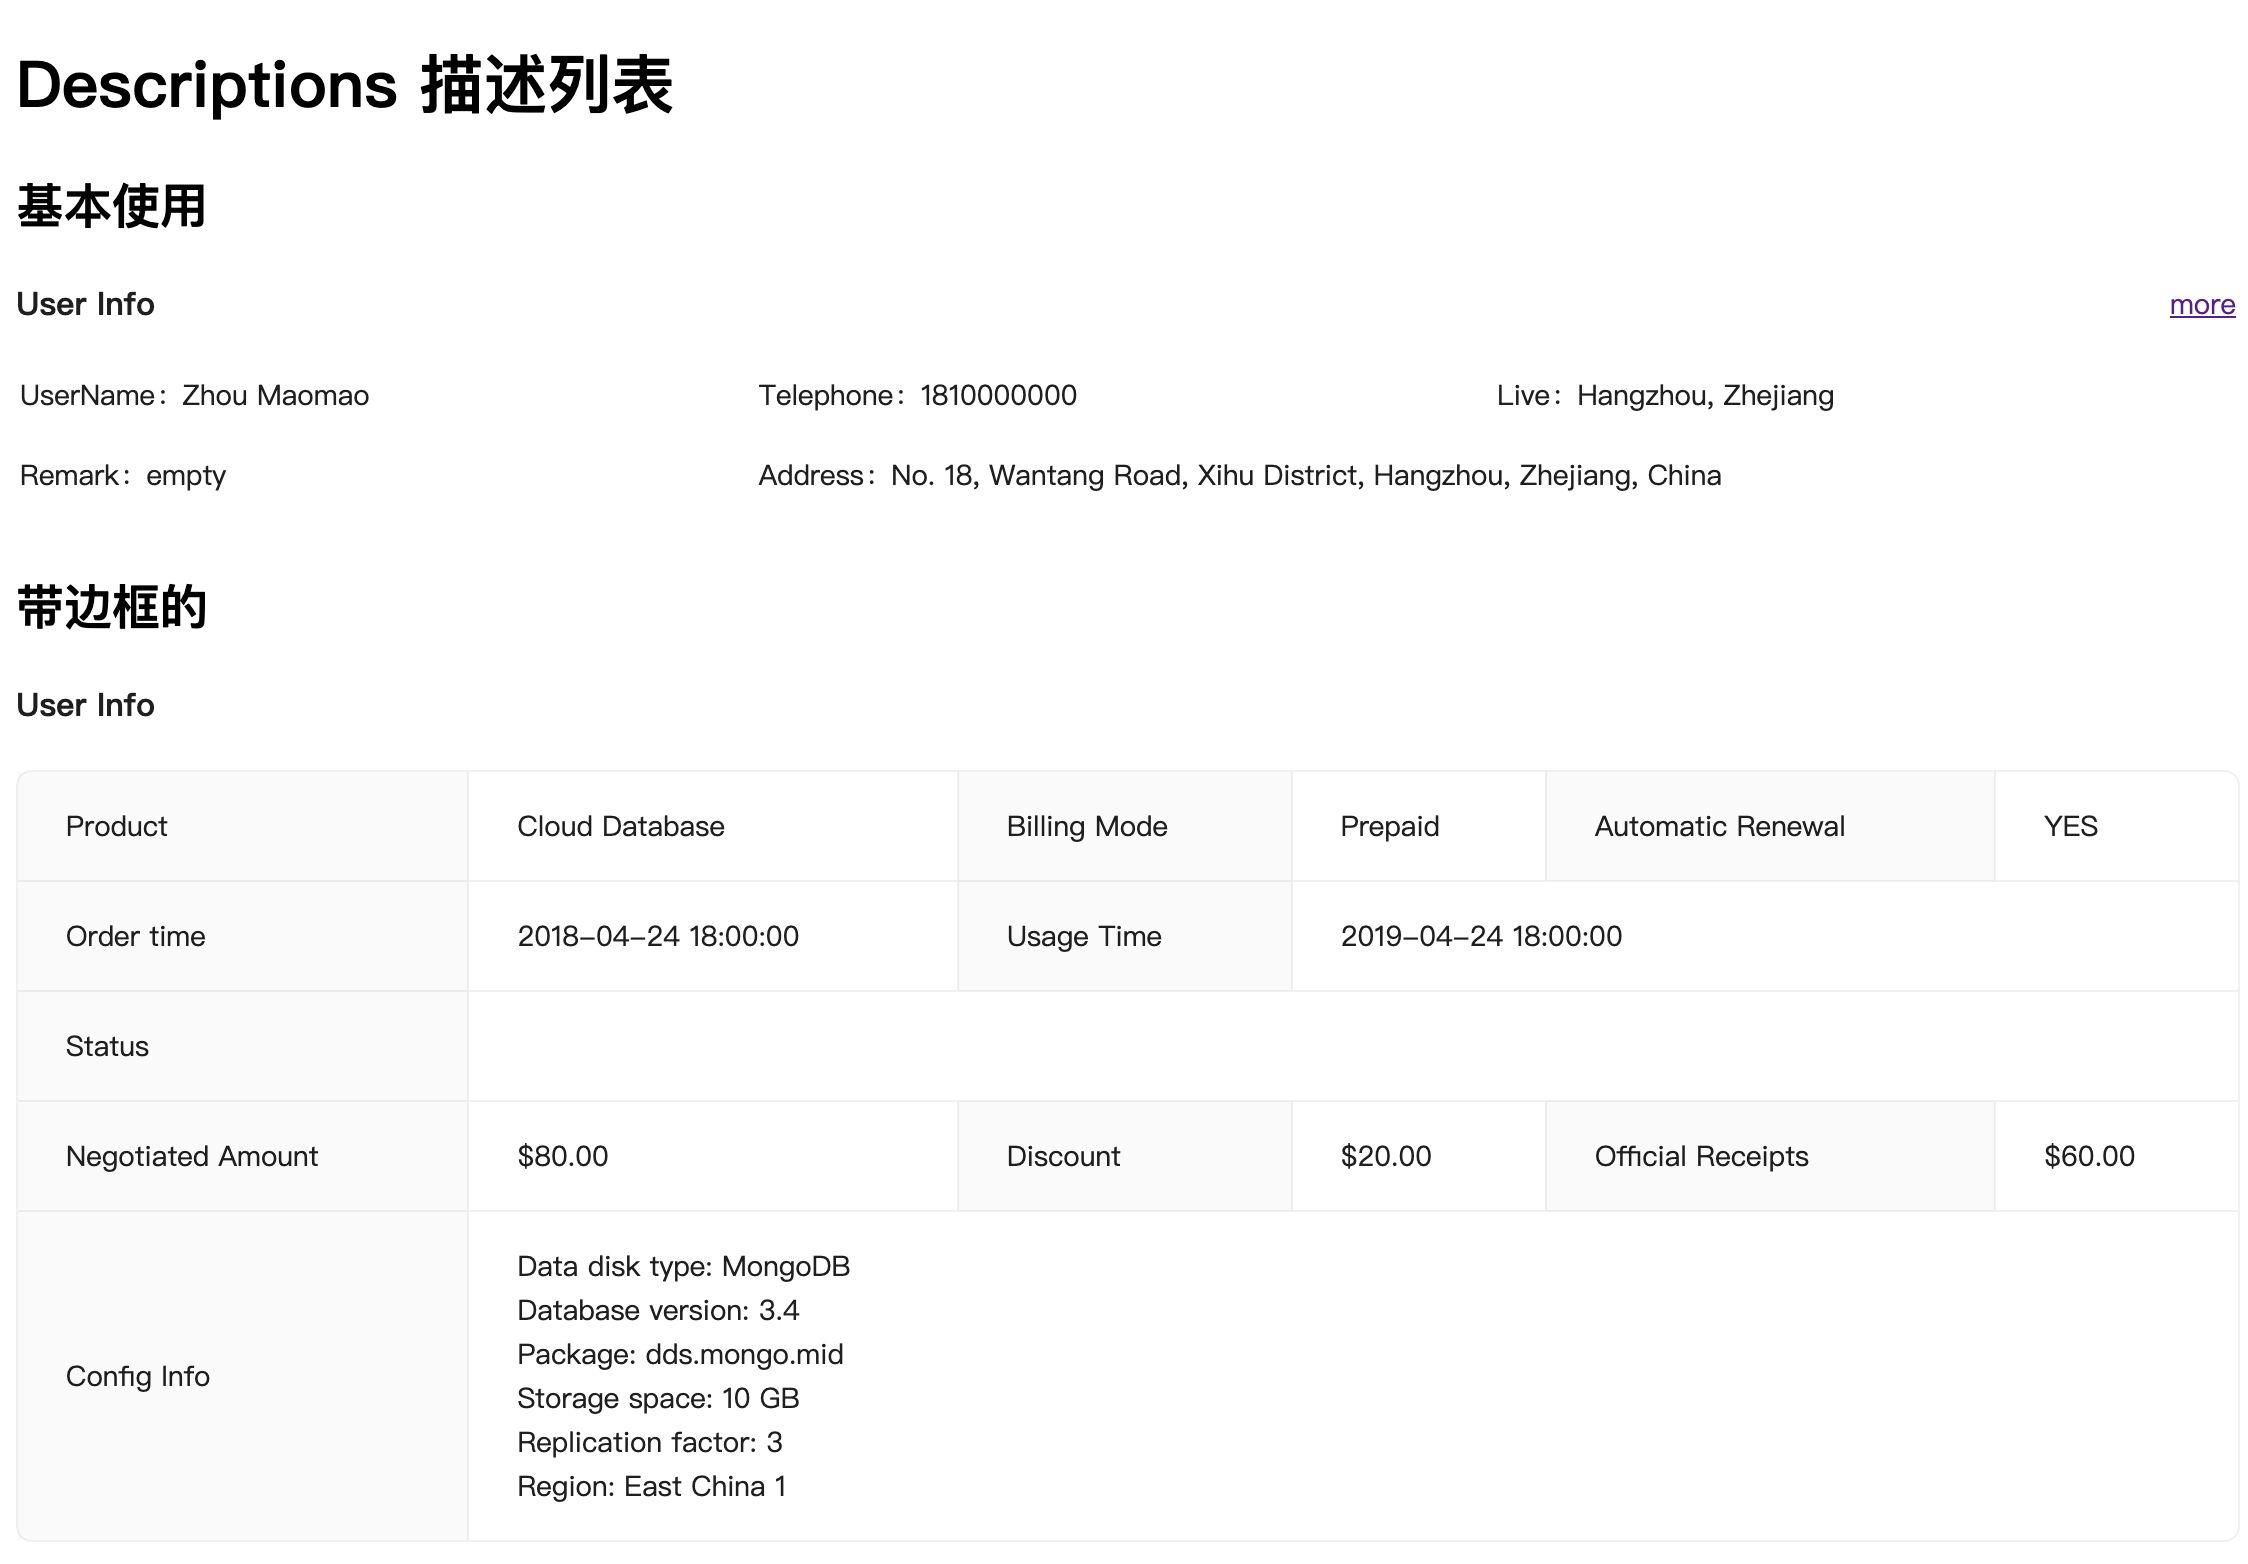 Descriptions 描述列表
基本使用
User Info more
UserName： Zhou Maomao Telephone： 1810000000 Live： Hangzhou, Zhejiang
Remark： empty Address： No. 18, Wantang Road, Xihu District, Hangzhou, Zhejiang, China
带边框的
User Info
Product Cloud Database Billing Mode Prepaid Automatic Renewal YES
Order time 2018-04-24 18:00:00 Usage Time 2019-04-24 18:00:00
Status
Negotiated Amount $80.00 Discount $20.00 Official Receipts $60.00
Config Info
Data disk type: MongoDB
Database version: 3.4
Package: dds.mongo.mid
Storage space: 10 GB
Replication factor: 3
Region: East China 1